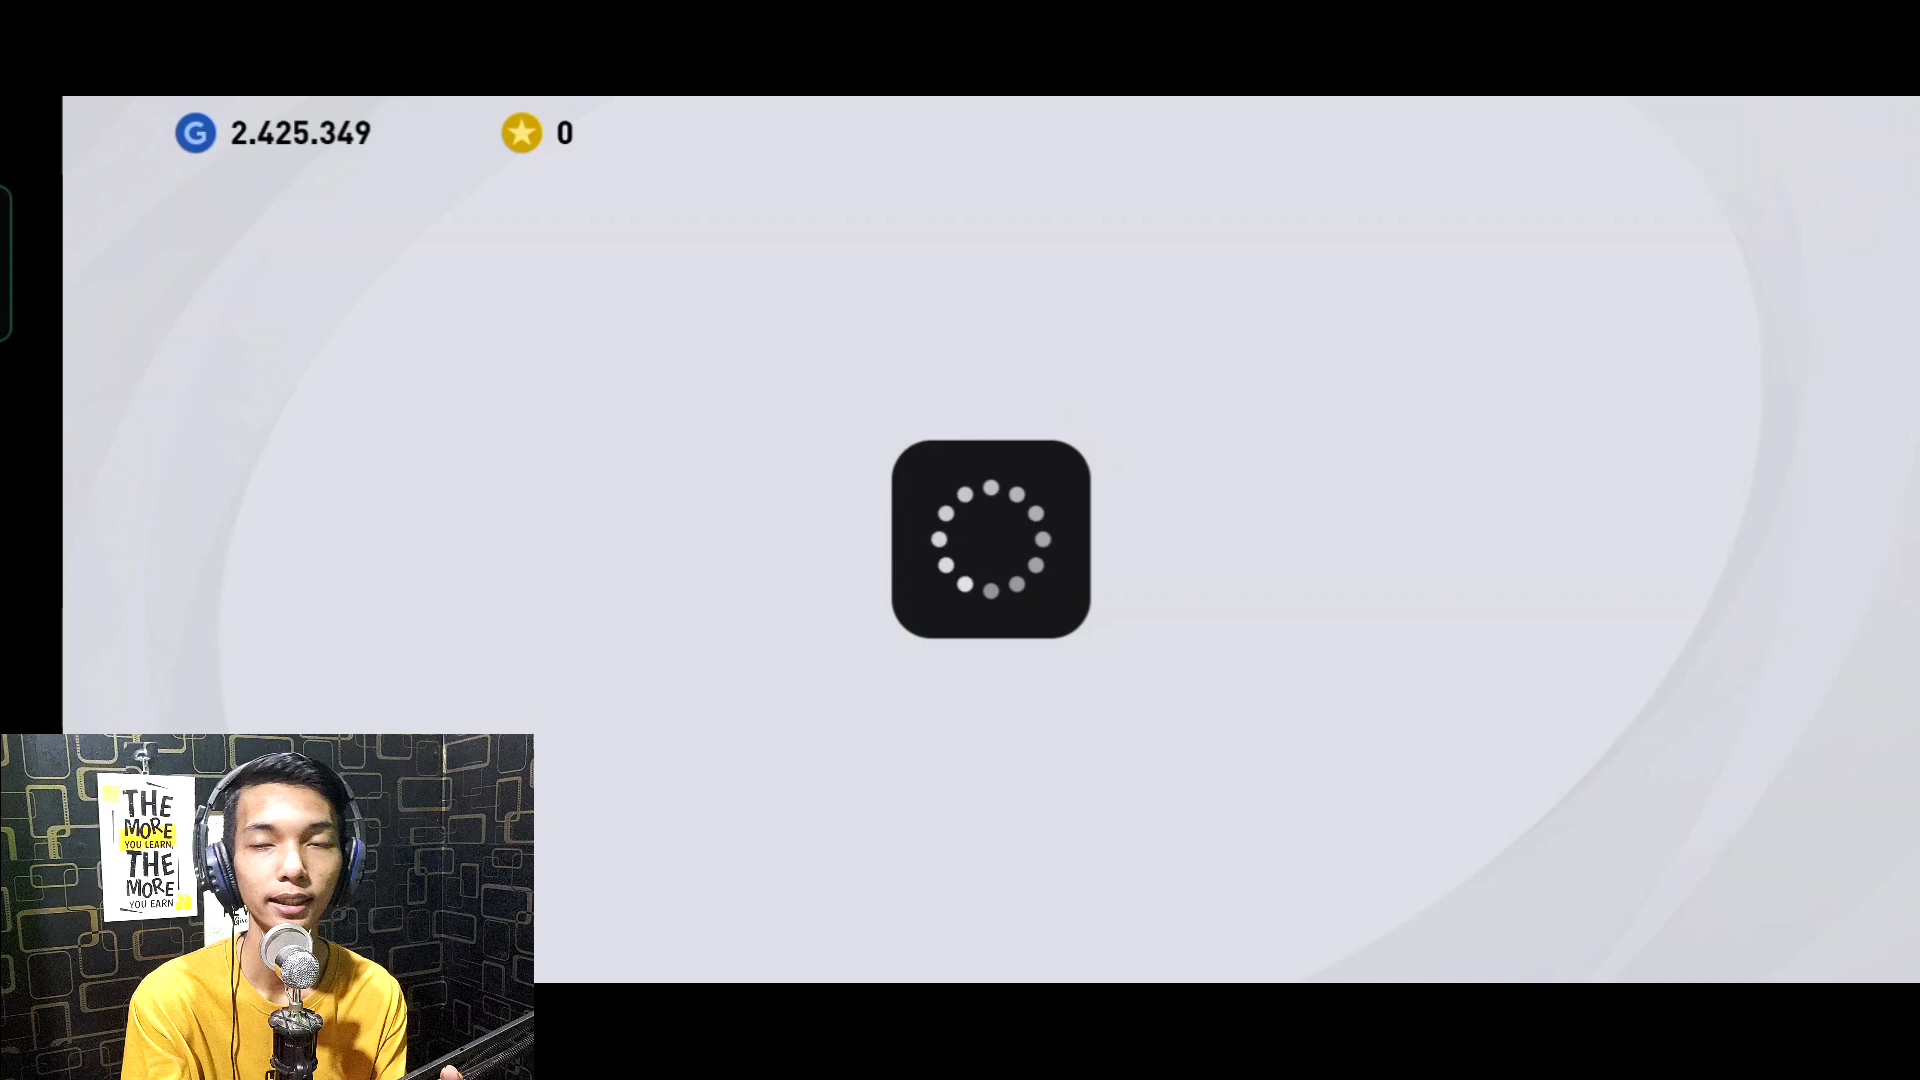 G 2.425.349 0
THE
MORE
YOU LEARN,
THE
MORE
YOU EARN